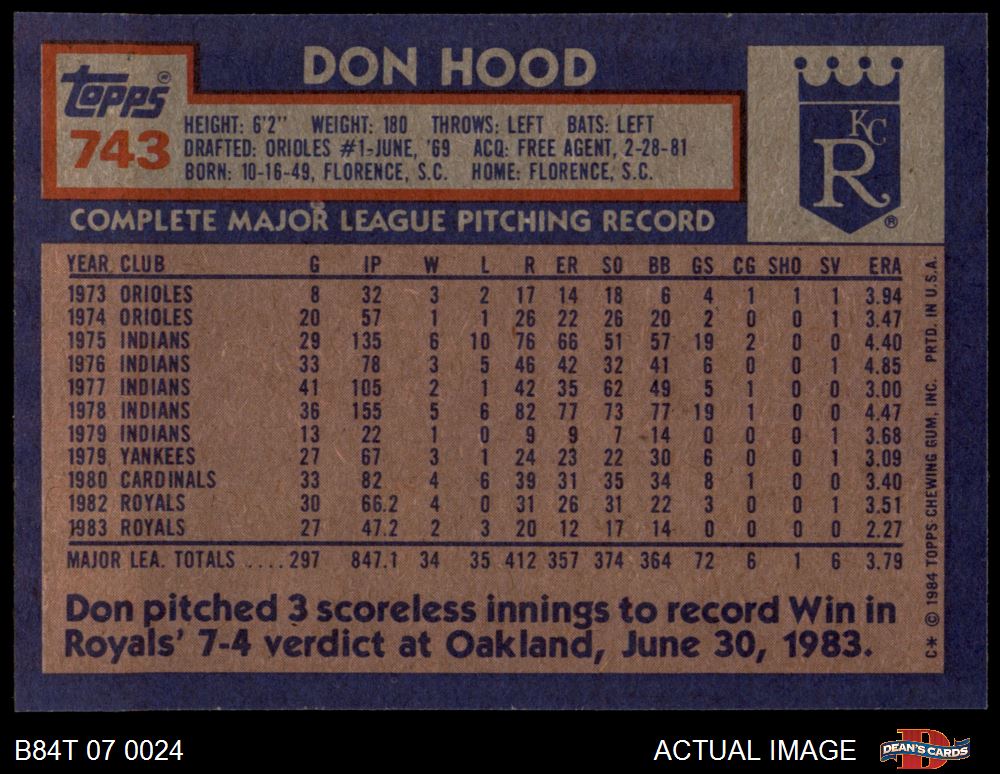 DON HOOD
topps
743
HEIGHT: 6'2" WEIGHT: 180 THROWS: LEFT BATS: LEFT
DRAFTED: ORIOLES #1-JUNE, '69 ACQ: FREE AGENT, 2-28-81
BORN: 10-16-49, FLORENCE, S.C. HOME: FLORENCE, S.C.
KC
R
®
COMPLETE MAJOR LEAGUE PITCHING RECORD
YEAR CLUB G IP W L R ER SO BB GS CG SHO SV ERA
1973 ORIOLES 8 32 3 2 17 14 18 6 4 1 1 1 3.94
1974 ORIOLES 20 57 1 1 26 22 26 20 2 0 0 1 3.47
1975 INDIANS 29 135 6 10 76 66 51 57 19 2 0 0 4.40
1976 INDIANS 33 78 3 5 46 42 32 41 6 0 0 1 4.85
1977 INDIANS 41 105 2 1 42 35 62 49 5 1 0 0 3.00
1978 INDIANS 36 155 5 6 82 77 73 77 19 1 0 0 4.47
1979 INDIANS 13 22 1 0 9 9 7 14 0 0 0 1 3.68
1979 YANKEES 27 67 3 1 24 23 22 30 6 0 0 1 3.09
1980 CARDINALS 33 82 4 6 39 31 35 34 8 1 0 0 3.40
1982 ROYALS 30 66.2 4 0 31 26 31 22 3 0 0 1 3.51
1983 ROYALS 27 47.2 2 3 20 12 17 14 0 0 0 0 2.27
MAJOR LEA. TOTALS ....297 847.1 34 35 412 357 374 364 72 6 1 6 3.79
Don pitched 3 scoreless innings to record Win in
Royals' 7-4 verdict at Oakland, June 30, 1983.
C* © 1984 TOPPS CHEWING GUM, INC. PRTD. IN U.S.A.
B84T 07 0024
ACTUAL IMAGE
DEAN'S CARDS